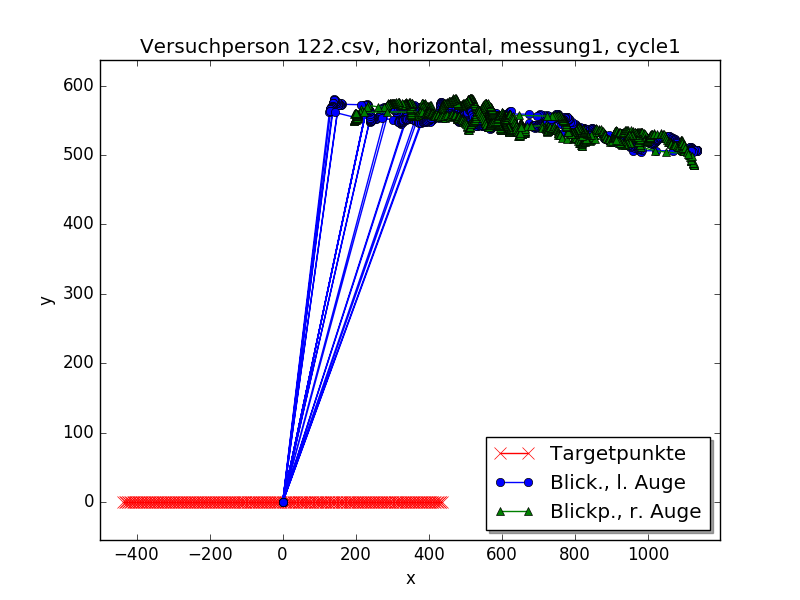 Versuchperson 122.csv, horizontal, messung1, cycle1
600
500
400
300
200
100
0
y
−400
−200
0
200
400
600
800
1000
x
Targetpunkte
Blick., l. Auge
Blickp., r. Auge